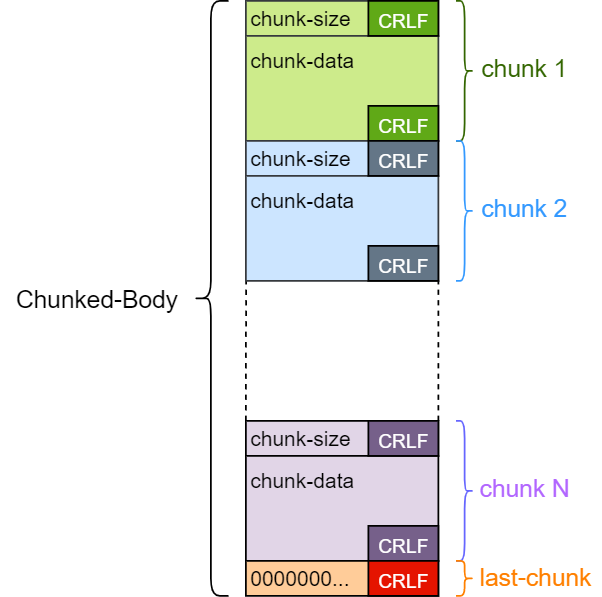 chunk-size CRLF
chunk-data
CRLF
chunk 1
chunk-size CRLF
chunk-data
CRLF
chunk 2
Chunked-Body
chunk-size CRLF
chunk-data
CRLF
chunk N
0000000... CRLF
last-chunk